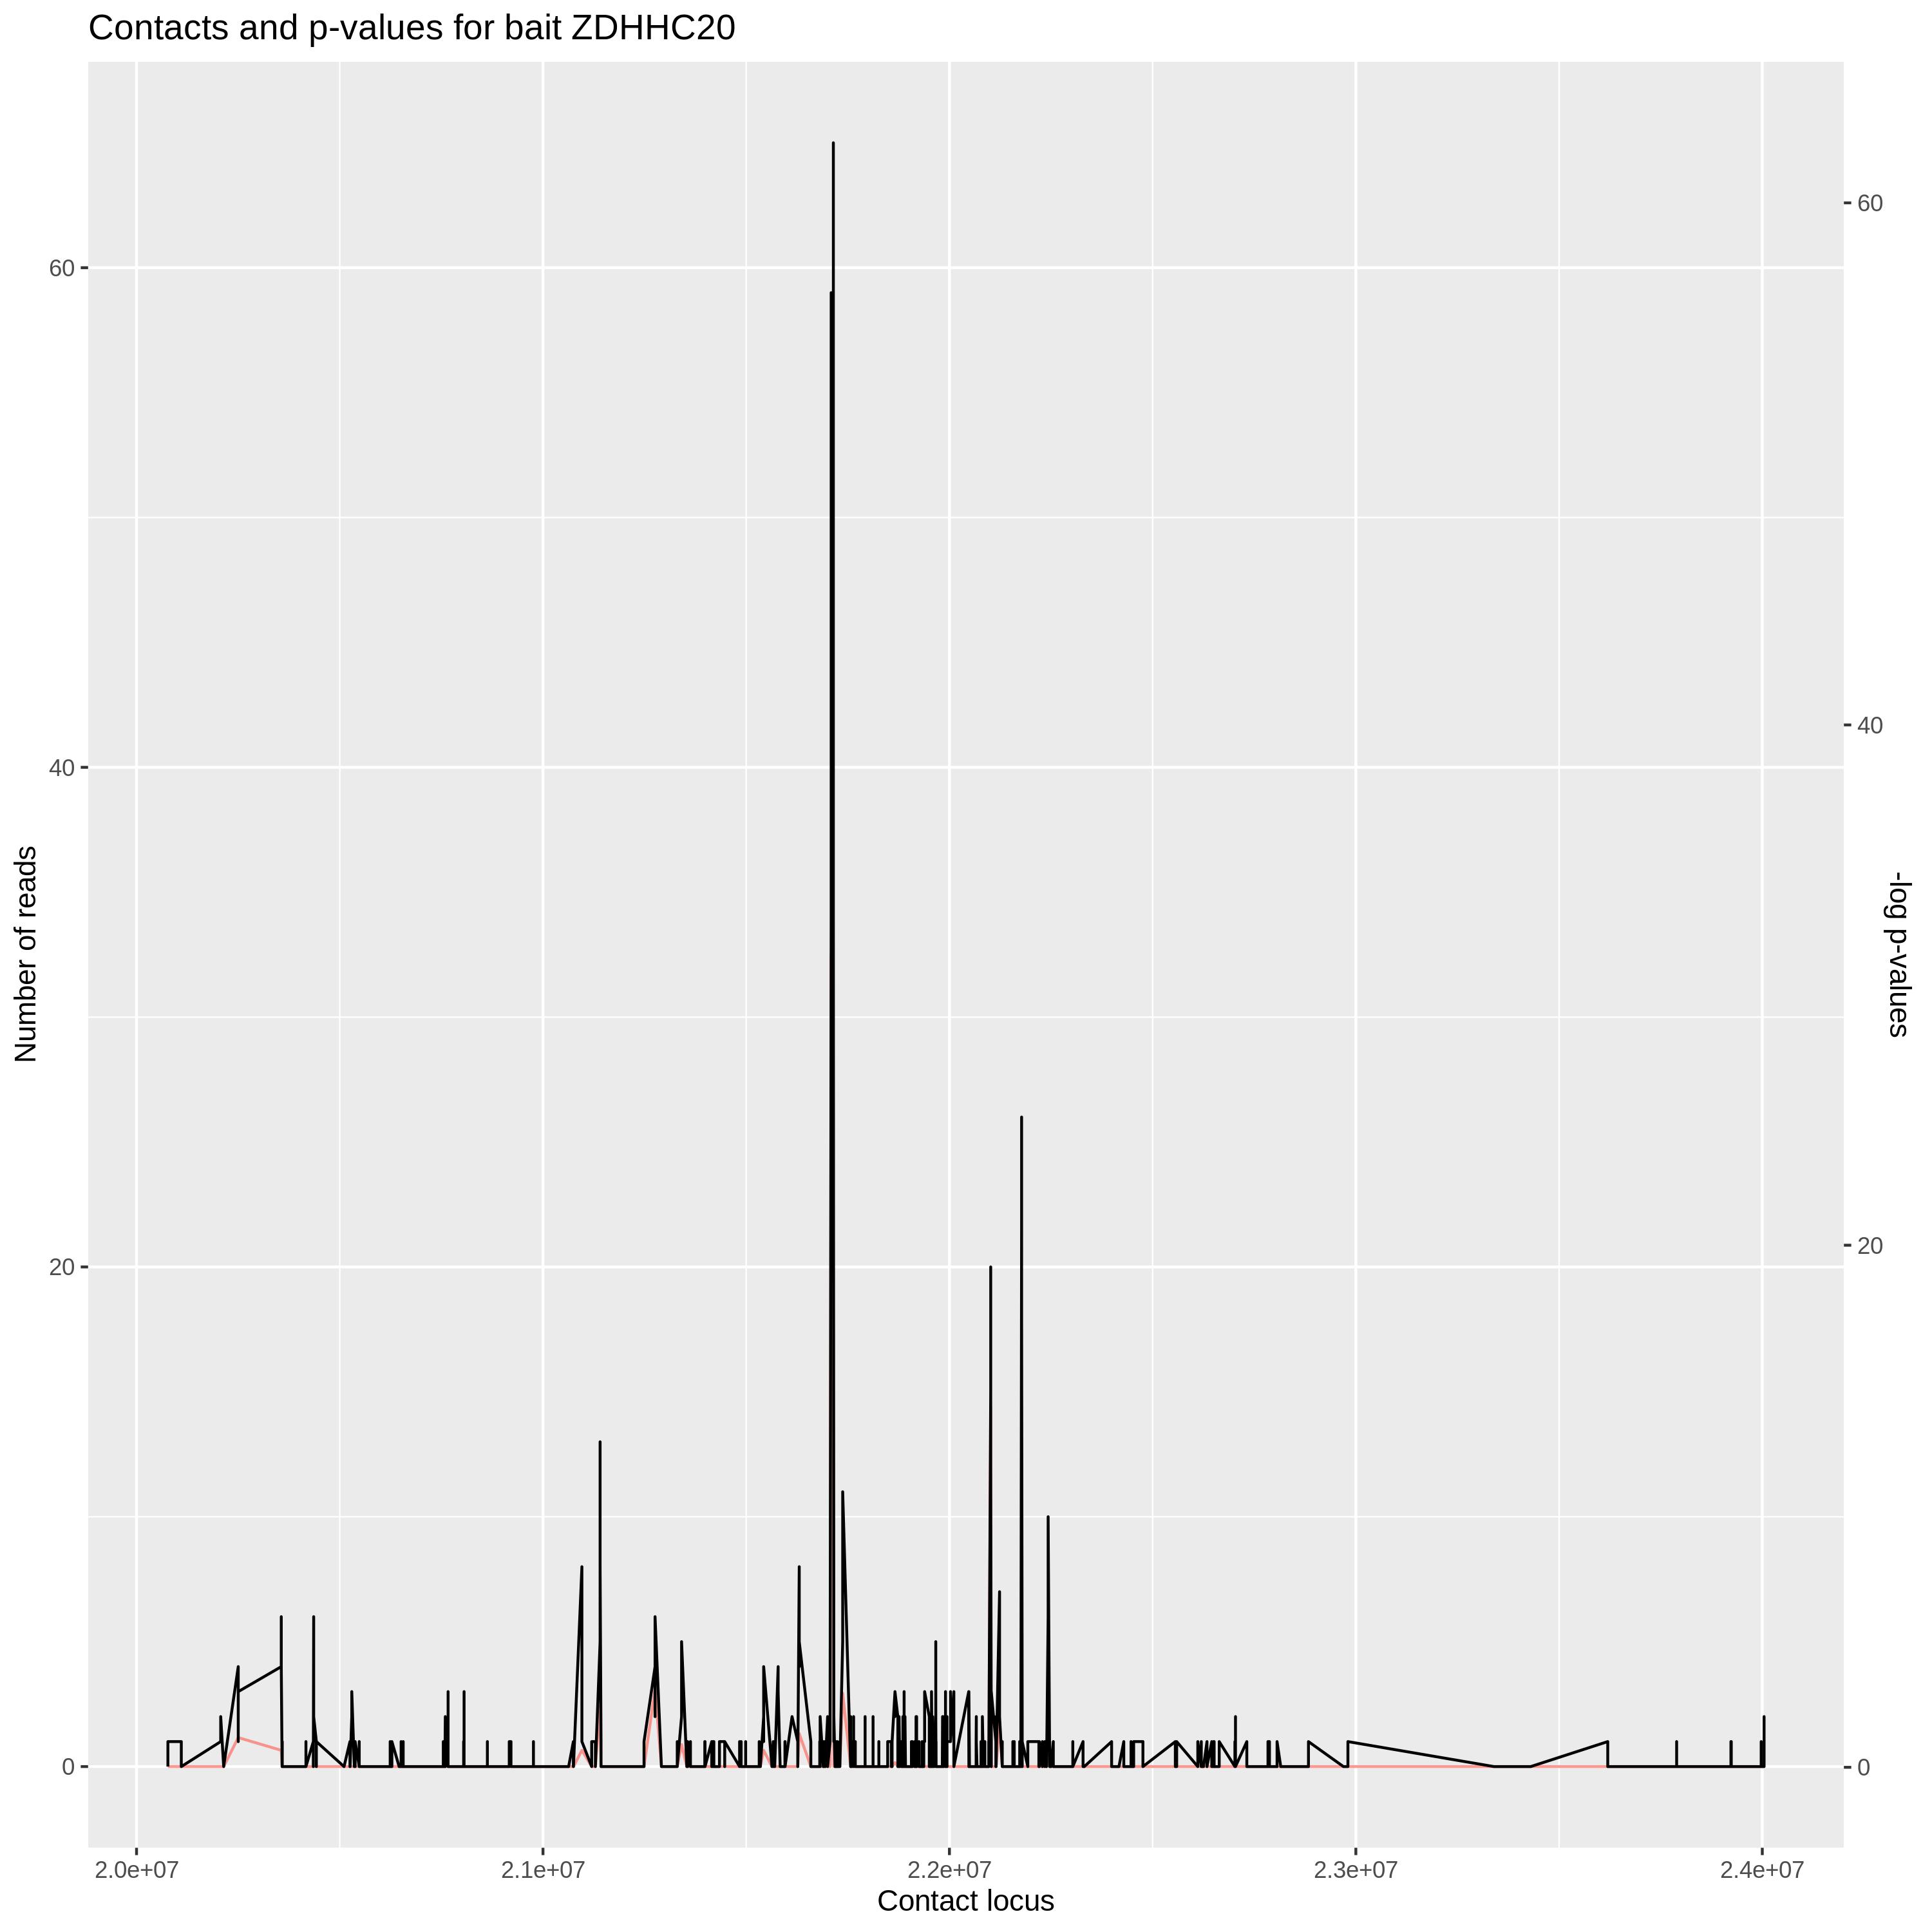 Contacts and p-values for bait ZDHHC20
60
40
20
0
Number of reads
60
40
20
0
-log p-values
2.0e+07
2.1e+07
2.2e+07
2.3e+07
2.4e+07
Contact locus